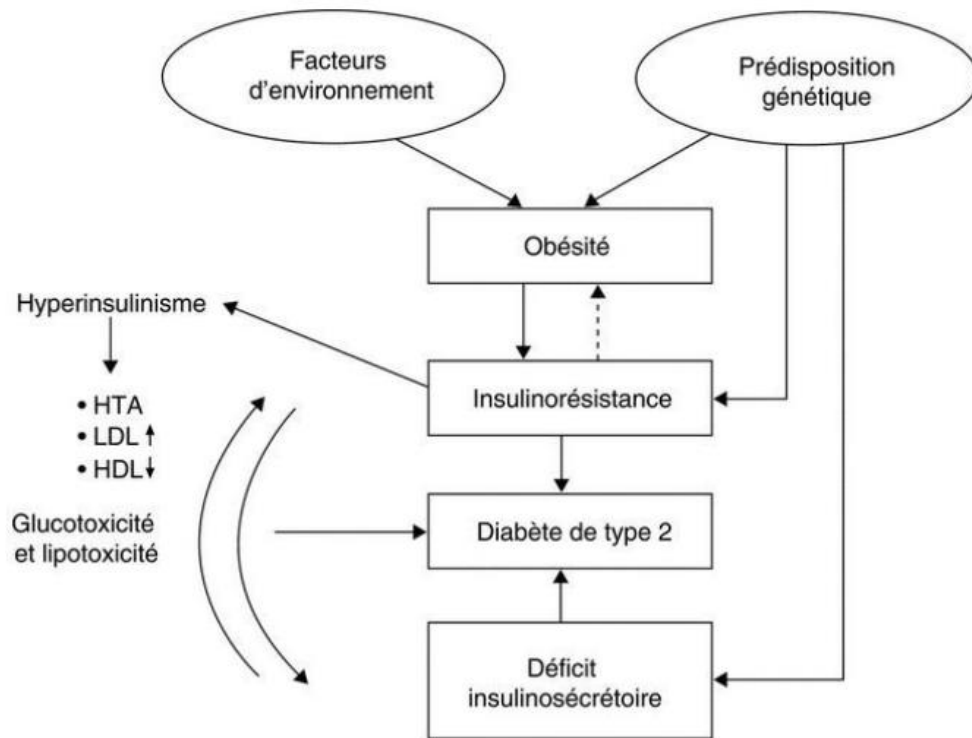 Facteurs
d’environnement
Prédisposition
génétique
Obésité
Hyperinsulinisme
Insulinorésistance
• HTA
• LDL ↑
• HDL ↓
Glucotoxicité
et lipotoxicité
Diabète de type 2
Déficit
insulinosécrétoire